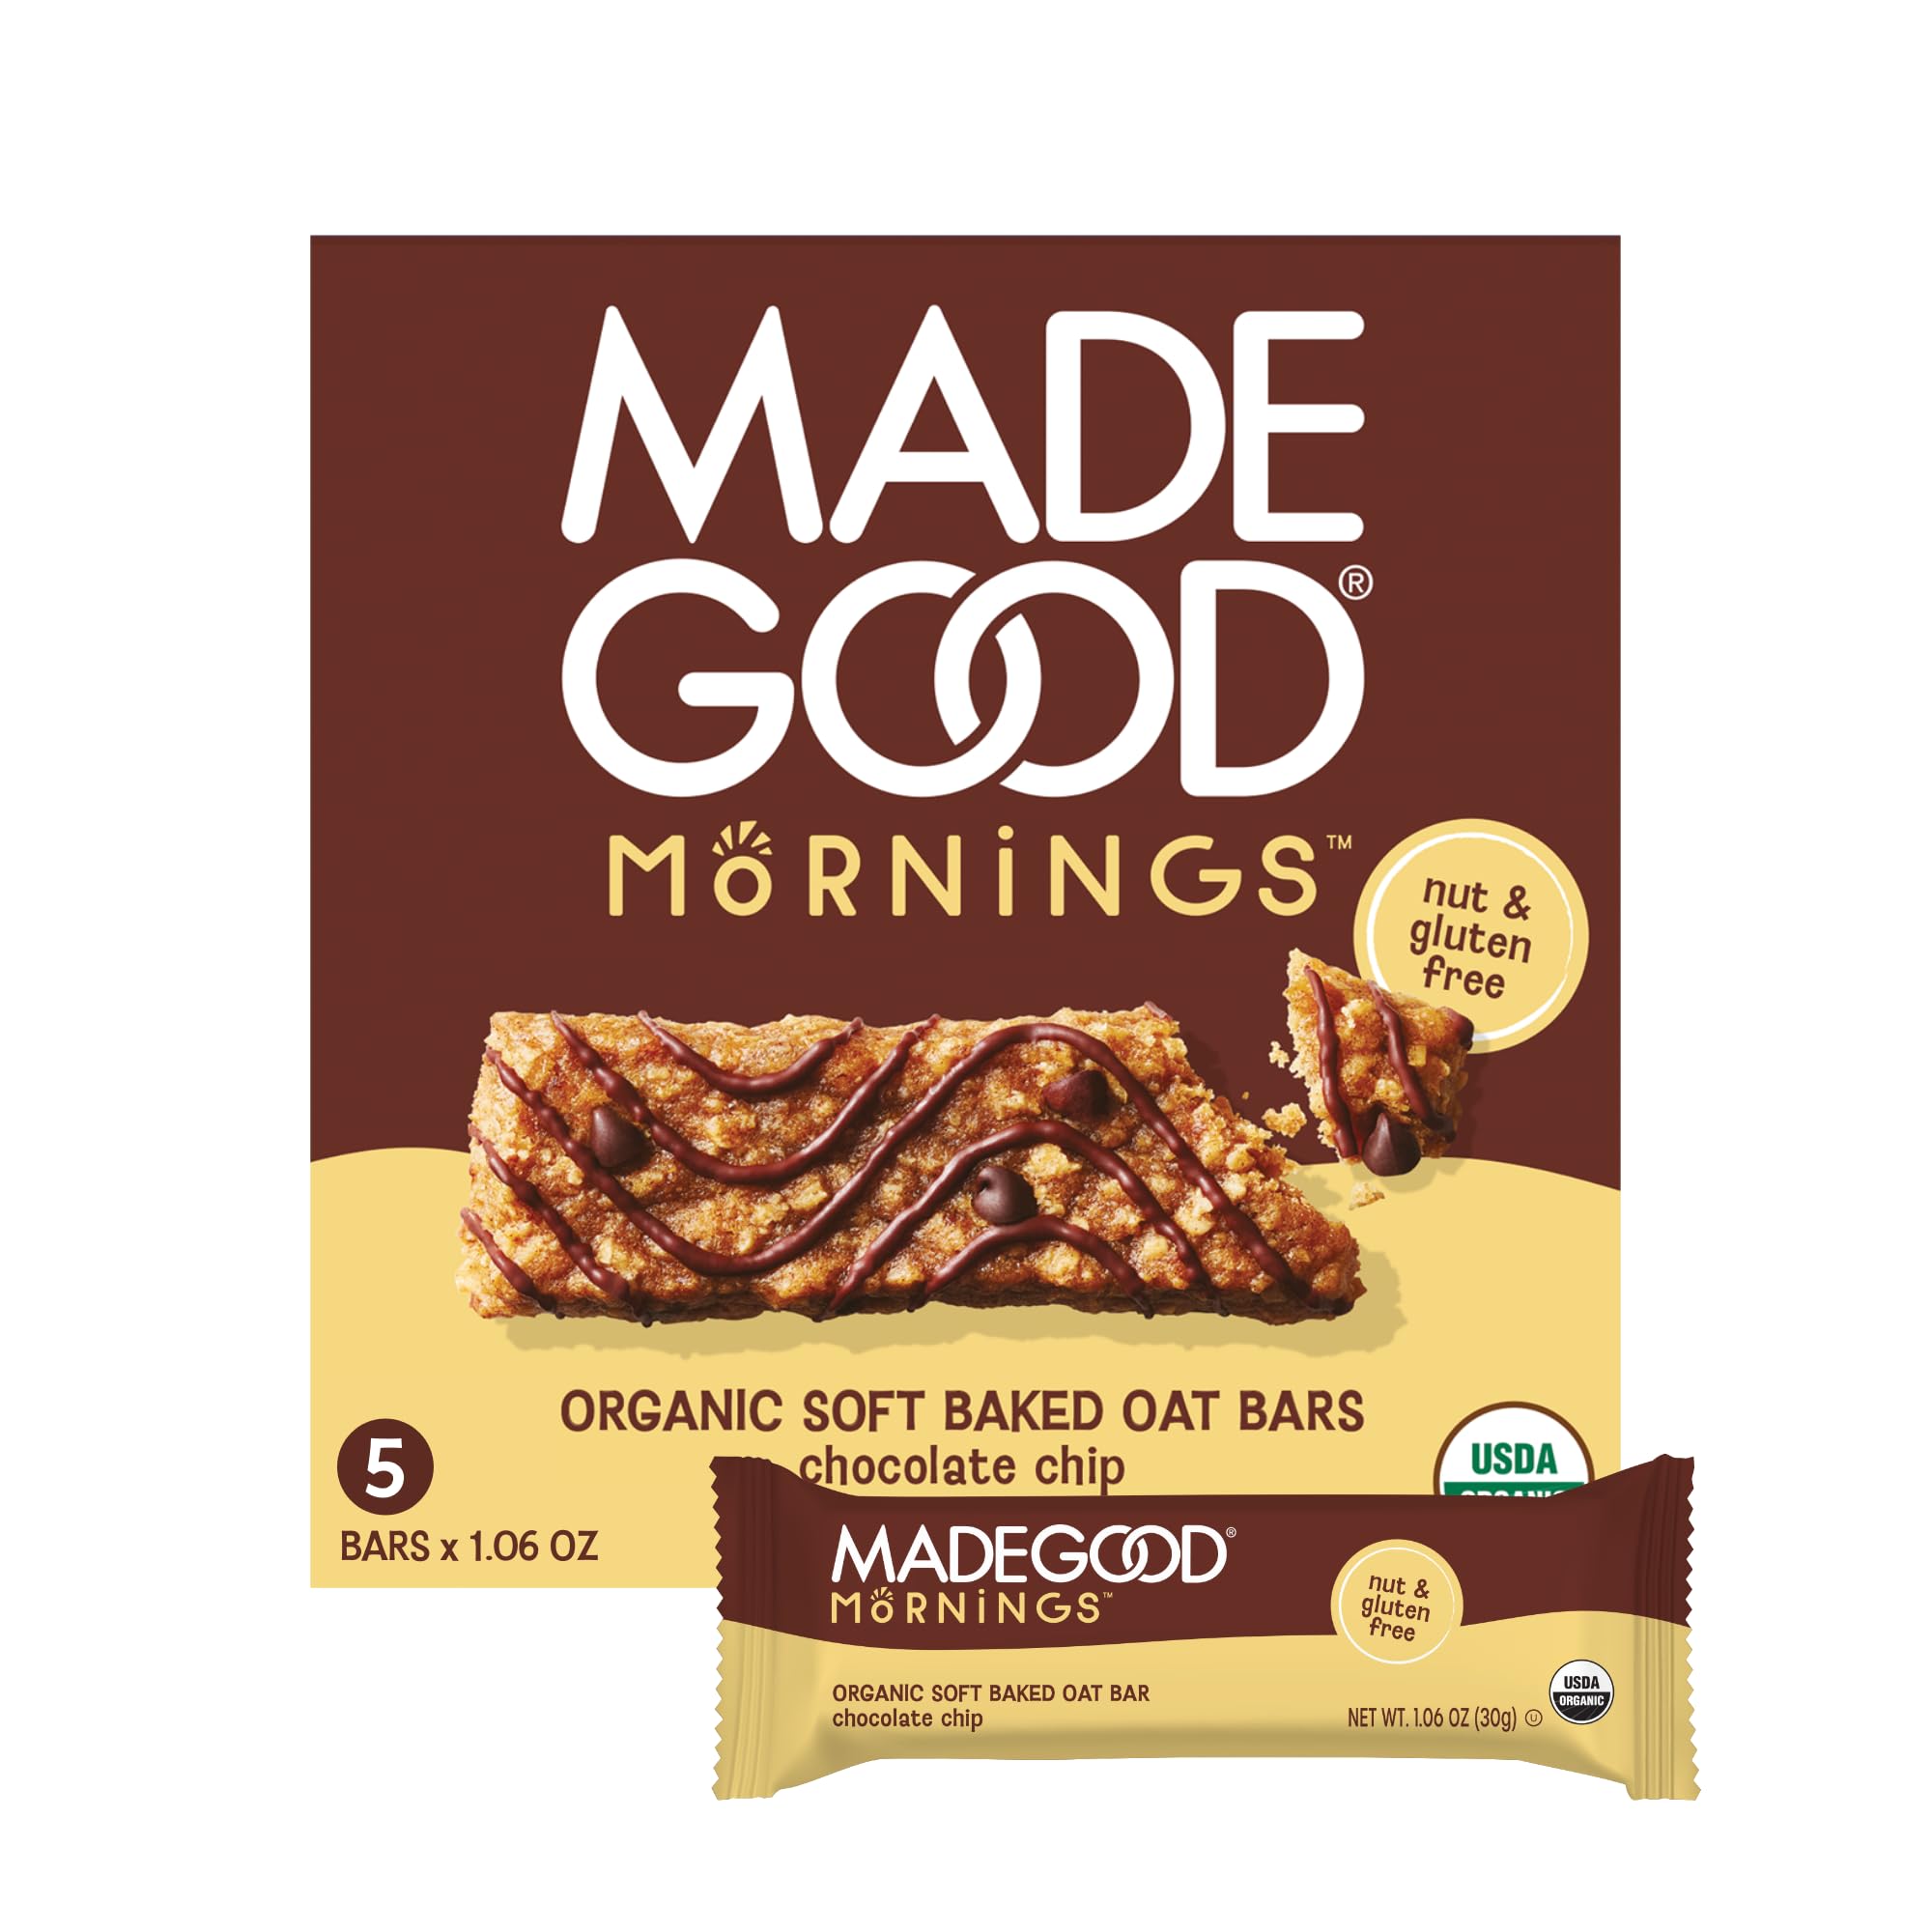 MADE
GOOD®
MORNiNGS™
nut &
gluten
free
ORGANIC SOFT BAKED OAT BARS
chocolate chip
5
BARS x 1.06 OZ
USDA
ORGANIC
MADEGOOD®
MORNiNGS™
nut &
gluten
free
ORGANIC SOFT BAKED OAT BAR
chocolate chip
NET WT. 1.06 OZ (30g) Ⓤ
USDA
ORGANIC